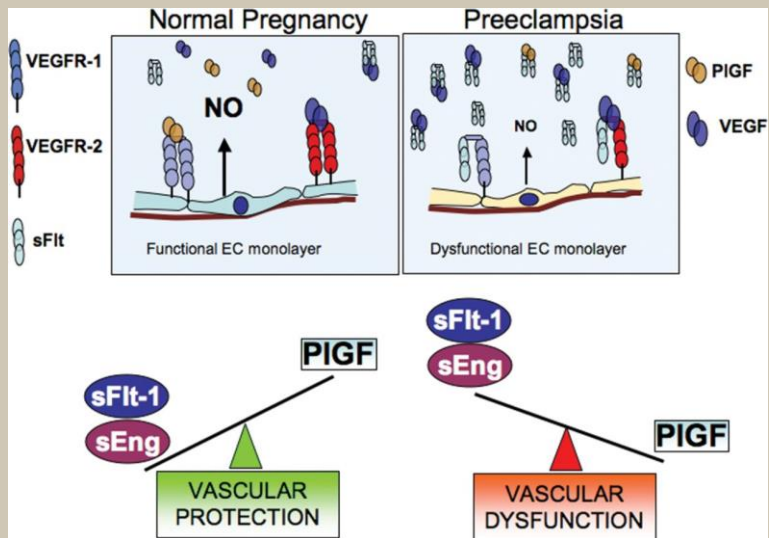 Normal Pregnancy
Preeclampsia
VEGFR-1
VEGFR-2
sFlt
NO
Functional EC monolayer
NO
Dysfunctional EC monolayer
PlGF
VEGF
sFlt-1
sEng
PlGF
VASCULAR
PROTECTION
sFlt-1
sEng
PlGF
VASCULAR
DYSFUNCTION